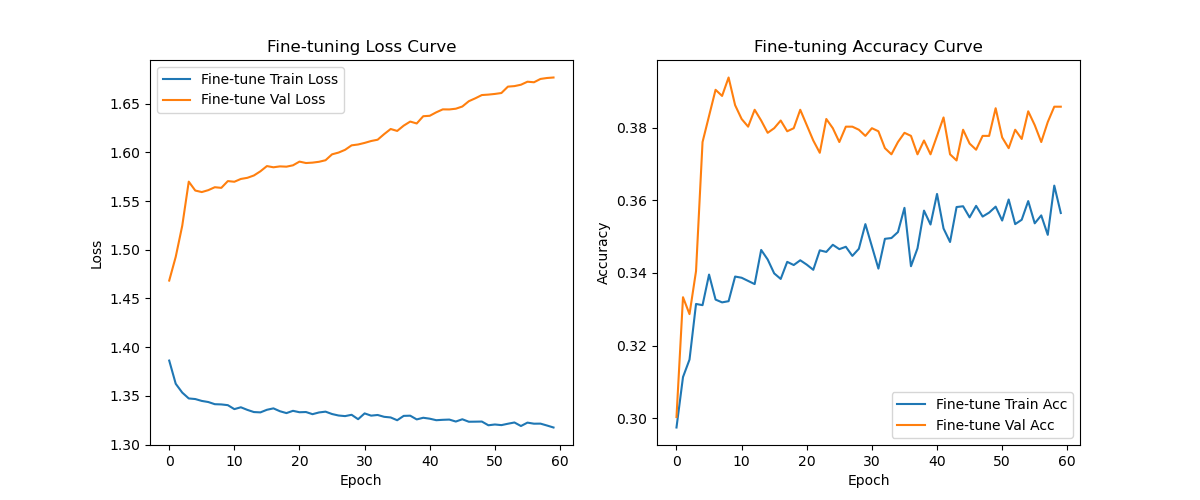 Fine-tuning Loss Curve
Fine-tune Train Loss
Fine-tune Val Loss
Loss
1.65
1.60
1.55
1.50
1.45
1.40
1.35
1.30
0 10 20 30 40 50 60
Epoch
Fine-tuning Accuracy Curve
Accuracy
0.38
0.36
0.34
0.32
0.30
Fine-tune Train Acc
Fine-tune Val Acc
0 10 20 30 40 50 60
Epoch